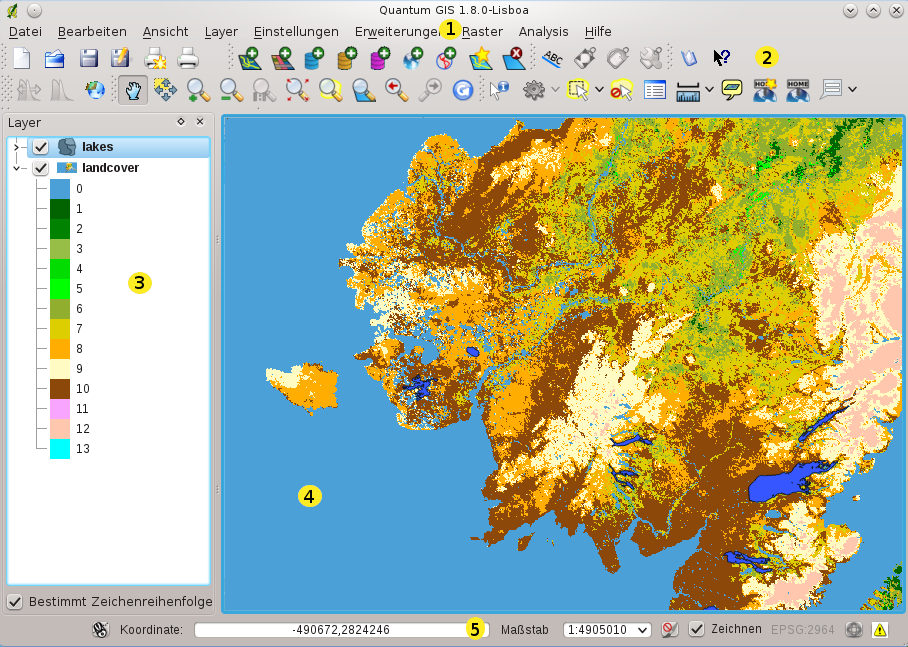 Quantum GIS 1.8.0-Lisboa
Datei Bearbeiten Ansicht Layer Einstellungen Erweiterungen 1 Raster Analysis Hilfe
ABC ? 2
HOME
Layer
lakes
landcover
0
1
2
3
4
5
6
7
8
9
10
11
12
13
3
4
Bestimmt Zeichenreihenfolge
Koordinate: -490672,2824246 5 Maßstab 1:4905010 Zeichnen EPSG:2964